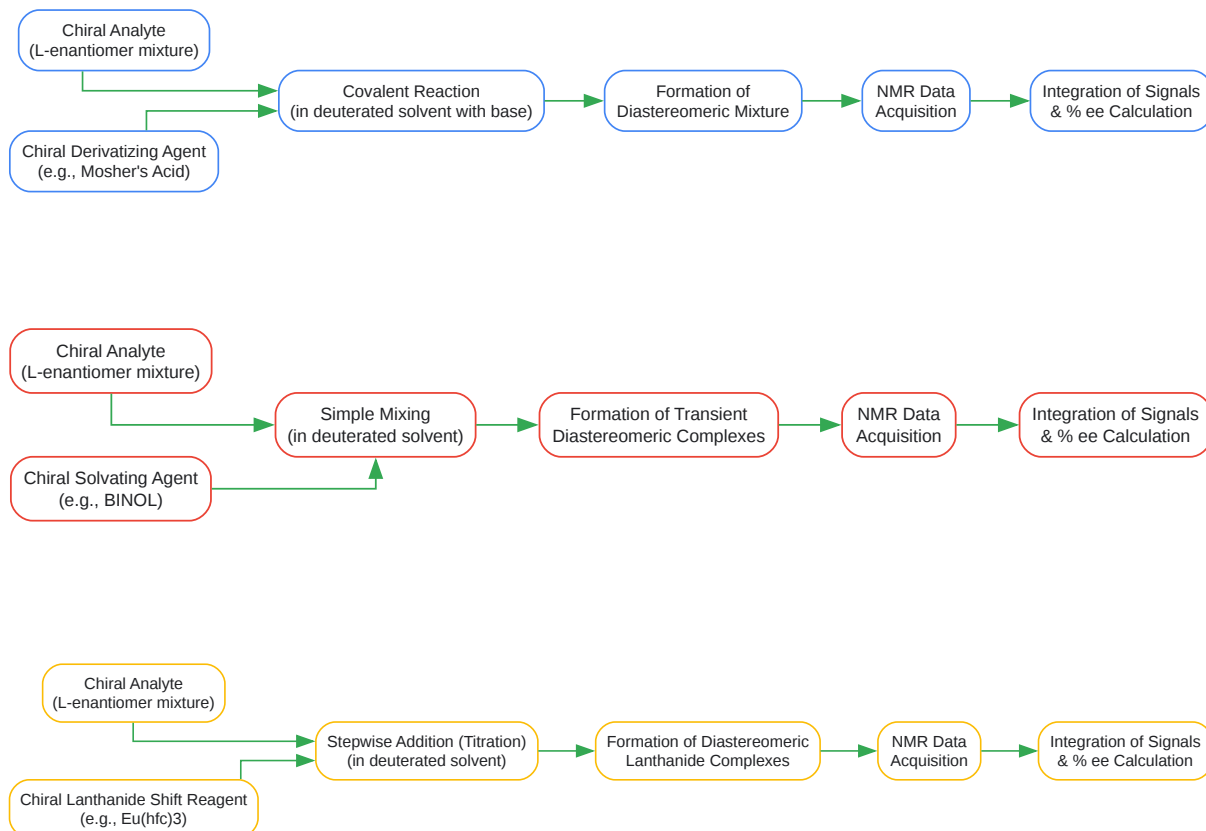 Chiral Analyte
(L-enantiomer mixture)
Chiral Derivatizing Agent
(e.g., Mosher's Acid)
Covalent Reaction
(in deuterated solvent with base)
Formation of
Diastereomeric Mixture
NMR Data
Acquisition
Integration of Signals
& % ee Calculation
Chiral Analyte
(L-enantiomer mixture)
Chiral Solvating Agent
(e.g., BINOL)
Simple Mixing
(in deuterated solvent)
Formation of Transient
Diastereomeric Complexes
NMR Data
Acquisition
Integration of Signals
& % ee Calculation
Chiral Analyte
(L-enantiomer mixture)
Chiral Lanthanide Shift Reagent
(e.g., Eu(hfc)3)
Stepwise Addition (Titration)
(in deuterated solvent)
Formation of Diastereomeric
Lanthanide Complexes
NMR Data
Acquisition
Integration of Signals
& % ee Calculation